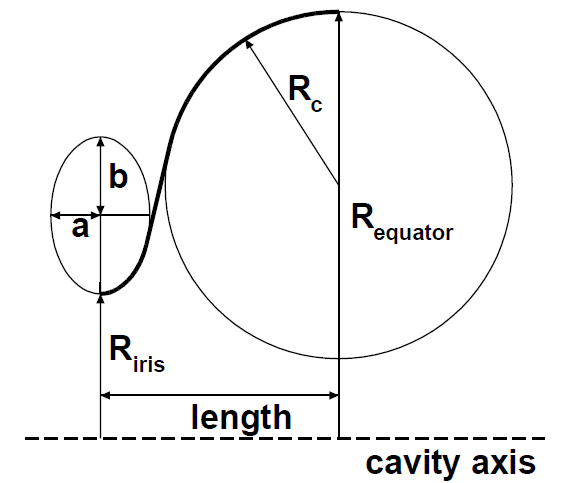 Rc
b
a
Requator
Riris
length
cavity axis